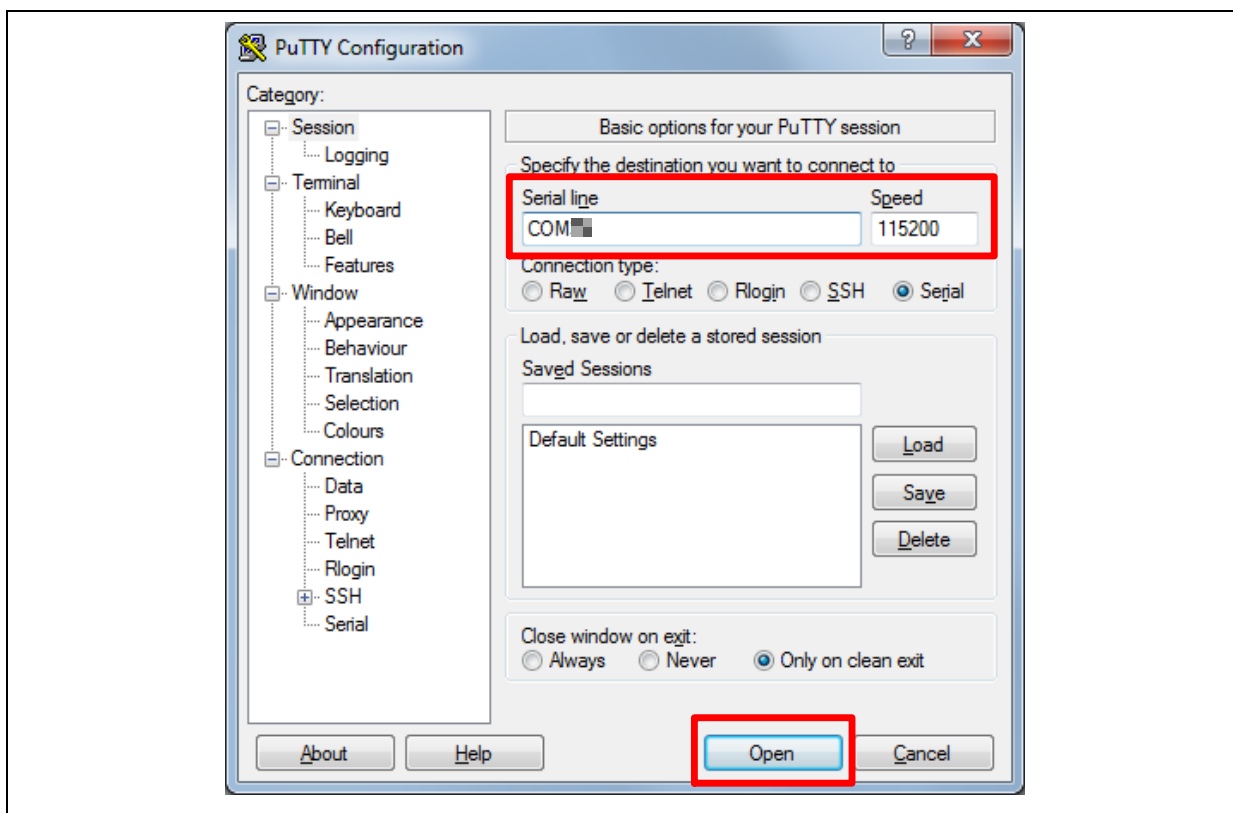 PuTTY Configuration
Category:
Session
Logging
Terminal
Keyboard
Bell
Features
Window
Appearance
Behaviour
Translation
Selection
Colours
Connection
Data
Proxy
Telnet
Rlogin
SSH
Serial
Basic options for your PuTTY session
Specify the destination you want to connect to
Serial line Speed
COM 115200
Connection type:
Raw Telnet Rlogin SSH Serial
Load, save or delete a stored session
Saved Sessions
Default Settings
Load
Save
Delete
Close window on exit:
Always Never Only on clean exit
About Help Open Cancel